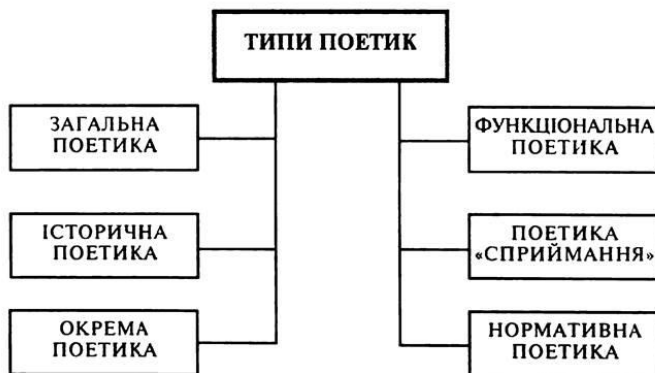 ТИПИ ПОЕТИК
ЗАГАЛЬНА
ПОЕТИКА
ІСТОРИЧНА
ПОЕТИКА
ОКРЕМА
ПОЕТИКА
ФУНКЦІОНАЛЬНА
ПОЕТИКА
ПОЕТИКА
«СПРИЙМАННЯ»
НОРМАТИВНА
ПОЕТИКА